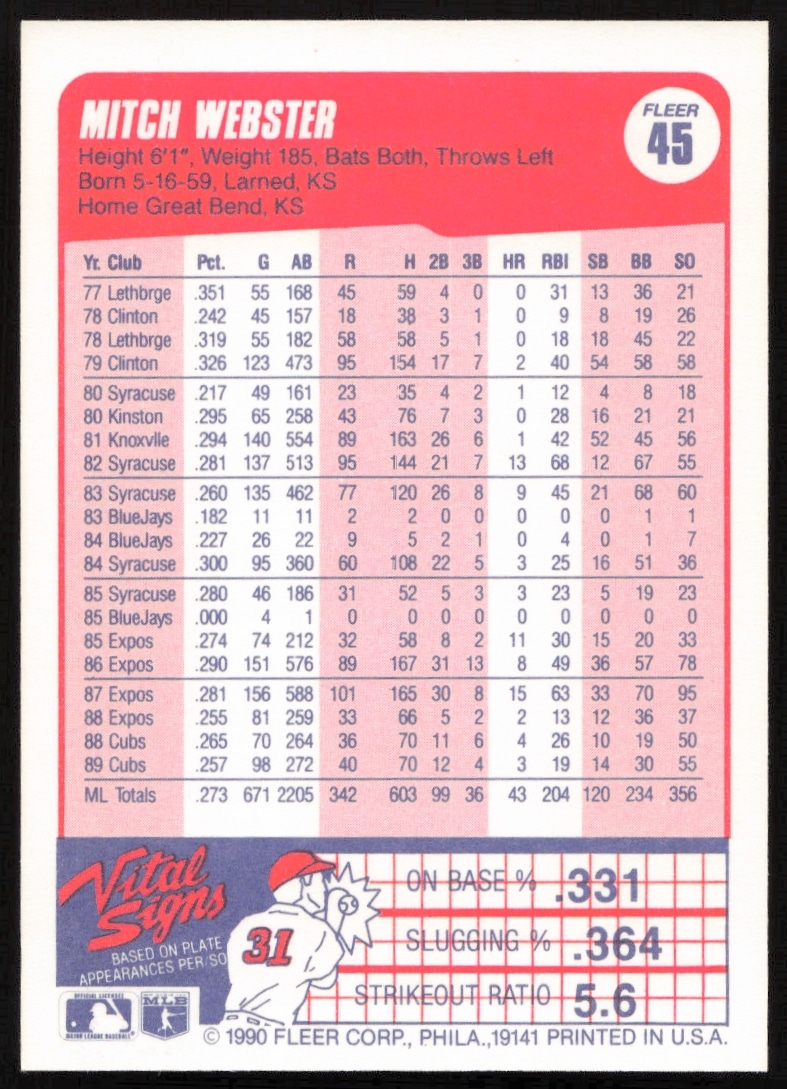 MITCH WEBSTER
FLEER
45
Height 6'1", Weight 185, Bats Both, Throws Left
Born 5-16-59, Larned, KS
Home Great Bend, KS
Yr. Club Pct. G AB R H 2B 3B HR RBI SB BB SO
77 Lethbrge .351 55 168 45 59 4 0 0 31 13 36 21
78 Clinton .242 45 157 18 38 3 1 0 9 8 19 26
78 Lethbrge .319 55 182 58 58 5 1 0 18 18 45 22
79 Clinton .326 123 473 95 154 17 7 2 40 54 58 58
80 Syracuse .217 49 161 23 35 4 2 1 12 4 8 18
80 Kinston .295 65 258 43 76 7 3 0 28 16 21 21
81 Knoxvlle .294 140 554 89 163 26 6 1 42 52 45 56
82 Syracuse .281 137 513 95 144 21 7 13 68 12 67 55
83 Syracuse .260 135 462 77 120 26 8 9 45 21 68 60
83 BlueJays .182 11 11 2 2 0 0 0 0 0 1 1
84 BlueJays .227 26 22 9 5 2 1 0 4 0 1 7
84 Syracuse .300 95 360 60 108 22 5 3 25 16 51 36
85 Syracuse .280 46 186 31 52 5 3 3 23 5 19 23
85 BlueJays .000 4 1 0 0 0 0 0 0 0 0 0
85 Expos .274 74 212 32 58 8 2 11 30 15 20 33
86 Expos .290 151 576 89 167 31 13 8 49 36 57 78
87 Expos .281 156 588 101 165 30 8 15 63 33 70 95
88 Expos .255 81 259 33 66 5 2 2 13 12 36 37
88 Cubs .265 70 264 36 70 11 6 4 26 10 19 50
89 Cubs .257 98 272 40 70 12 4 3 19 14 30 55
ML Totals .273 671 2205 342 603 99 36 43 204 120 234 356
Vital
Signs
BASED ON PLATE
APPEARANCES PER/SO
31
ON BASE % .331
SLUGGING % .364
STRIKEOUT RATIO 5.6
OFFICIAL LICENSEE
MAJOR LEAGUE BASEBALL
MLB
© 1990 FLEER CORP., PHILA.,19141 PRINTED IN U.S.A.